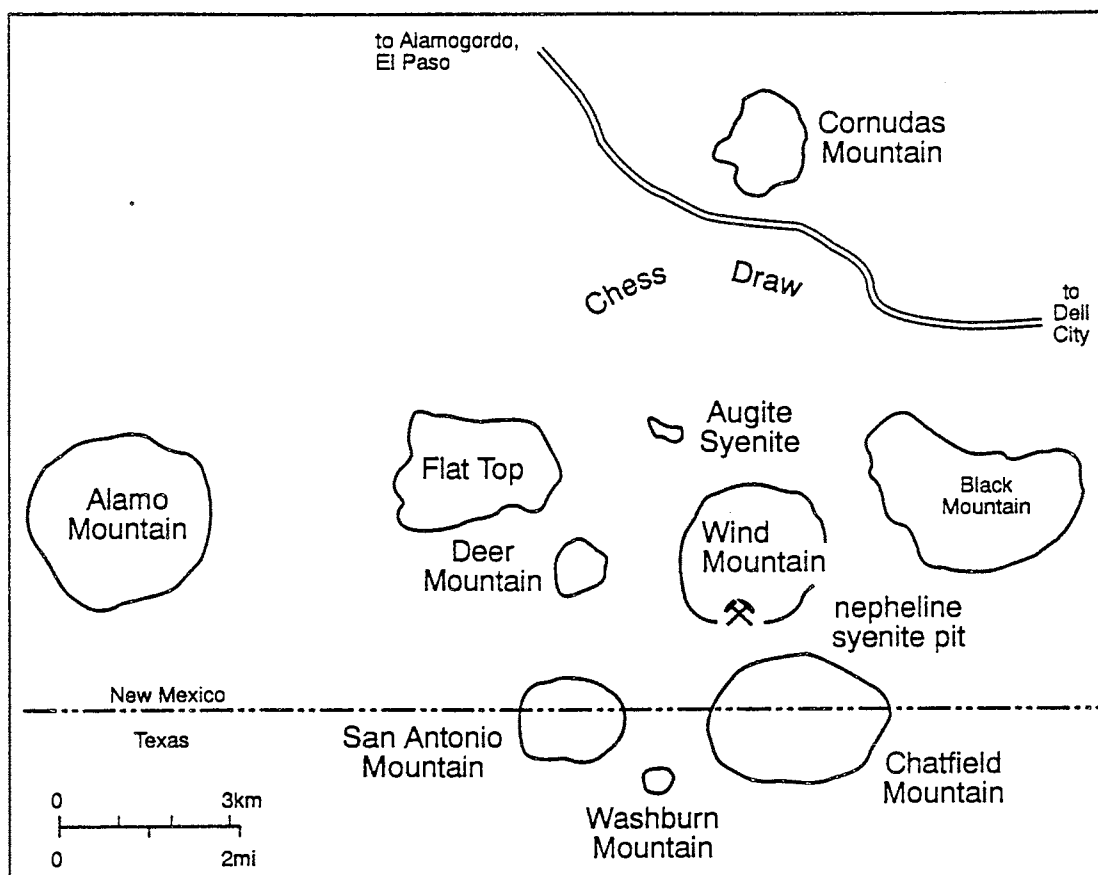 to Alamogordo,
El Paso
Cornudas
Mountain
Chess Draw
to
Dell
City
Augite
Syenite
Flat Top
Black
Mountain
Alamo
Mountain
Wind
Mountain
Deer
Mountain
nepheline
syenite pit
New Mexico
Texas
San Antonio
Mountain
Chatfield
Mountain
Washburn
Mountain
0 3km
0 2mi